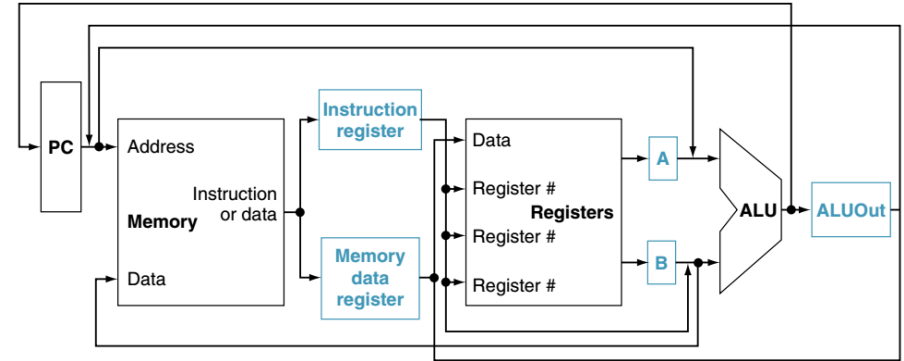 PC
Address
Instruction
or data
Memory
Data
Instruction
register
Memory
data
register
Data
Register #
Registers
Register #
Register #
A
B
ALU
ALUOut